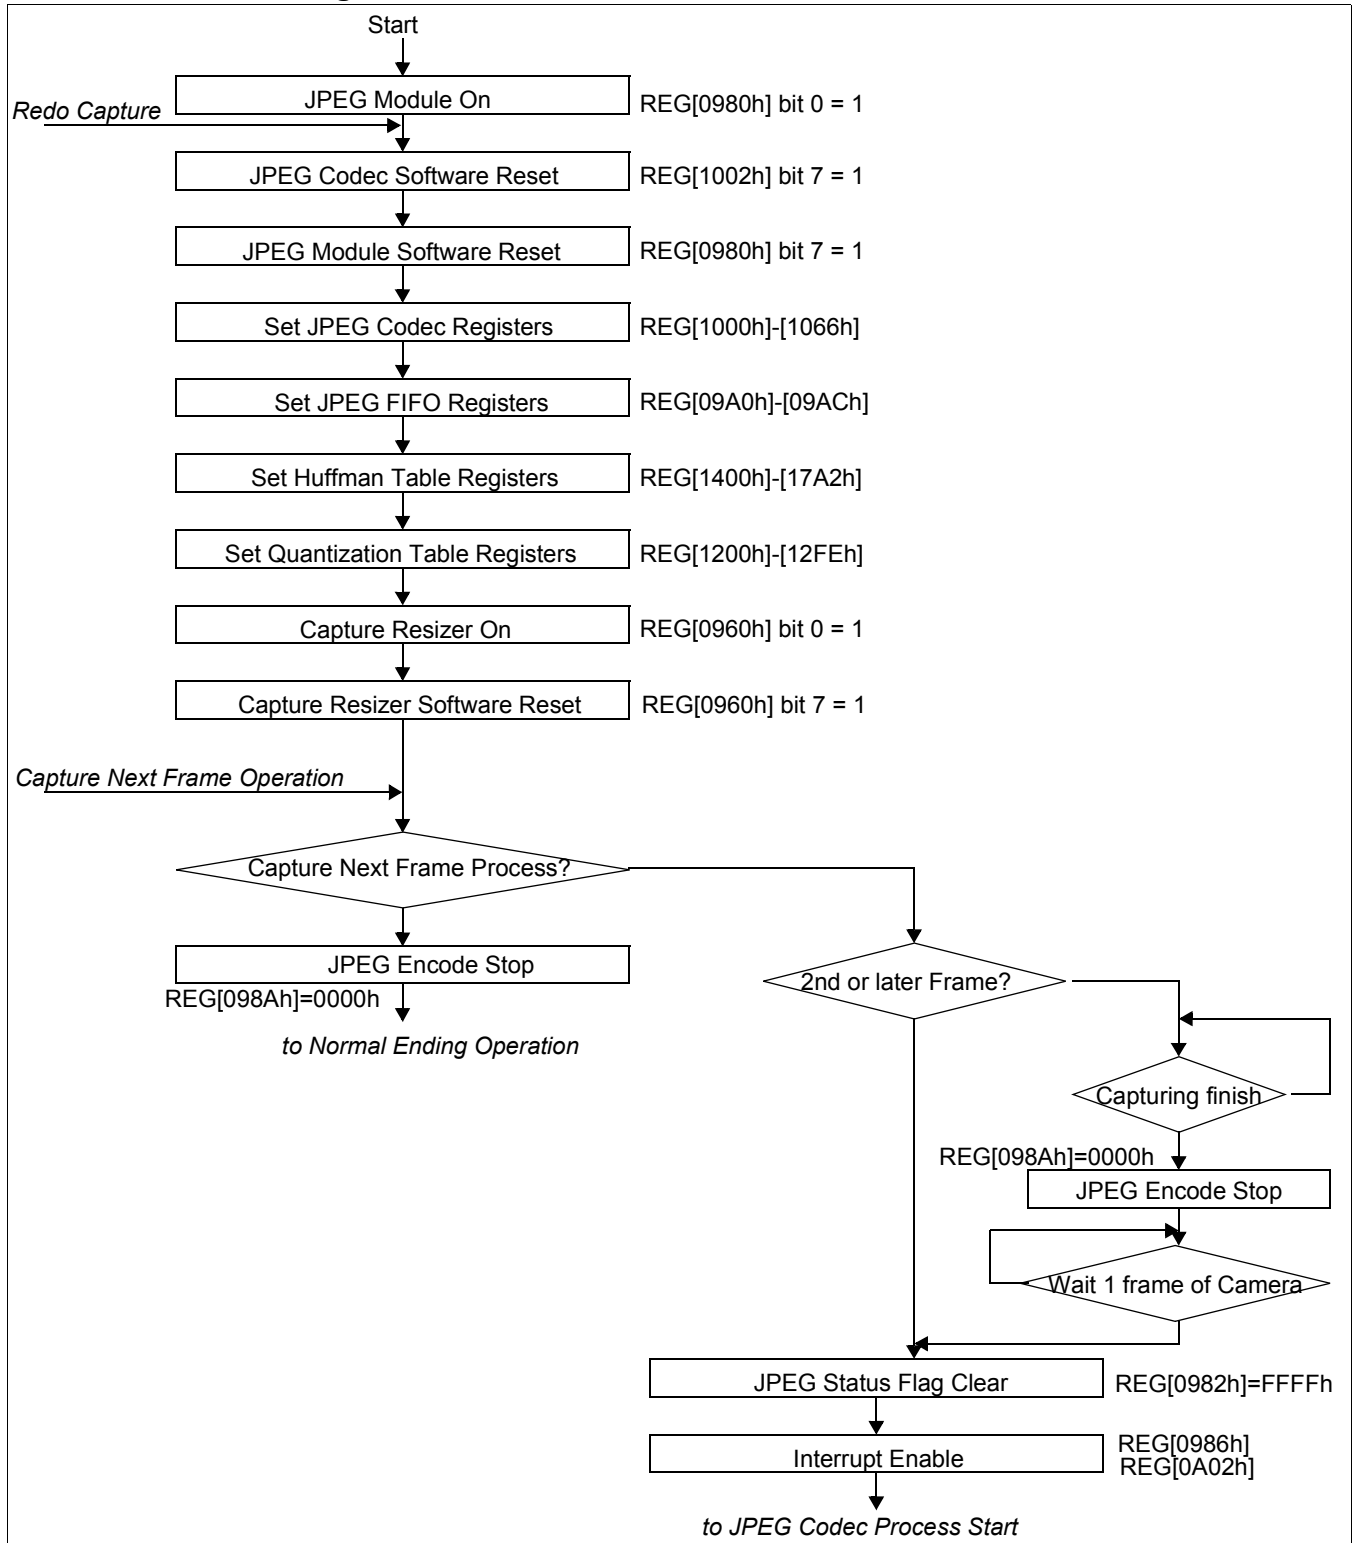 Start
JPEG Module On
REG[0980h] bit 0 = 1
Redo Capture
JPEG Codec Software Reset
REG[1002h] bit 7 = 1
JPEG Module Software Reset
REG[0980h] bit 7 = 1
Set JPEG Codec Registers
REG[1000h]-[1066h]
Set JPEG FIFO Registers
REG[09A0h]-[09ACh]
Set Huffman Table Registers
REG[1400h]-[17A2h]
Set Quantization Table Registers
REG[1200h]-[12FEh]
Capture Resizer On
REG[0960h] bit 0 = 1
Capture Resizer Software Reset
REG[0960h] bit 7 = 1
Capture Next Frame Operation
Capture Next Frame Process?
JPEG Encode Stop
REG[098Ah]=0000h
to Normal Ending Operation
2nd or later Frame?
Capturing finish
REG[098Ah]=0000h
JPEG Encode Stop
Wait 1 frame of Camera
JPEG Status Flag Clear
REG[0982h]=FFFFh
Interrupt Enable
REG[0986h]
REG[0A02h]
to JPEG Codec Process Start